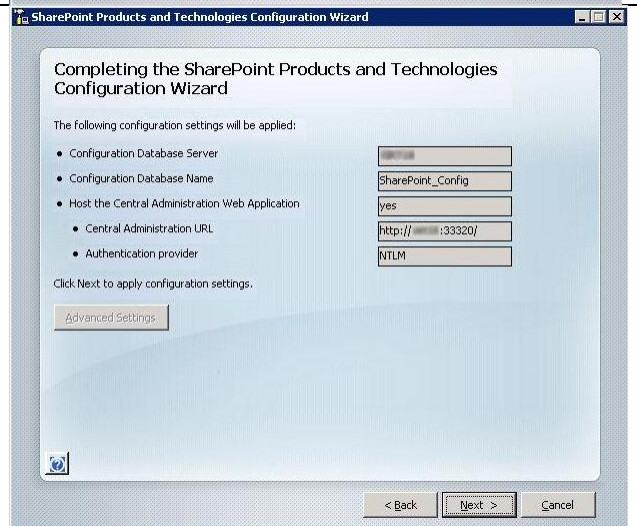 SharePoint Products and Technologies Configuration Wizard
Completing the SharePoint Products and Technologies
Configuration Wizard
The following configuration settings will be applied:
Configuration Database Server
Configuration Database Name SharePoint_Config
Host the Central Administration Web Application yes
Central Administration URL http:// :33320/
Authentication provider NTLM
Click Next to apply configuration settings.
Advanced Settings
< Back Next > Cancel